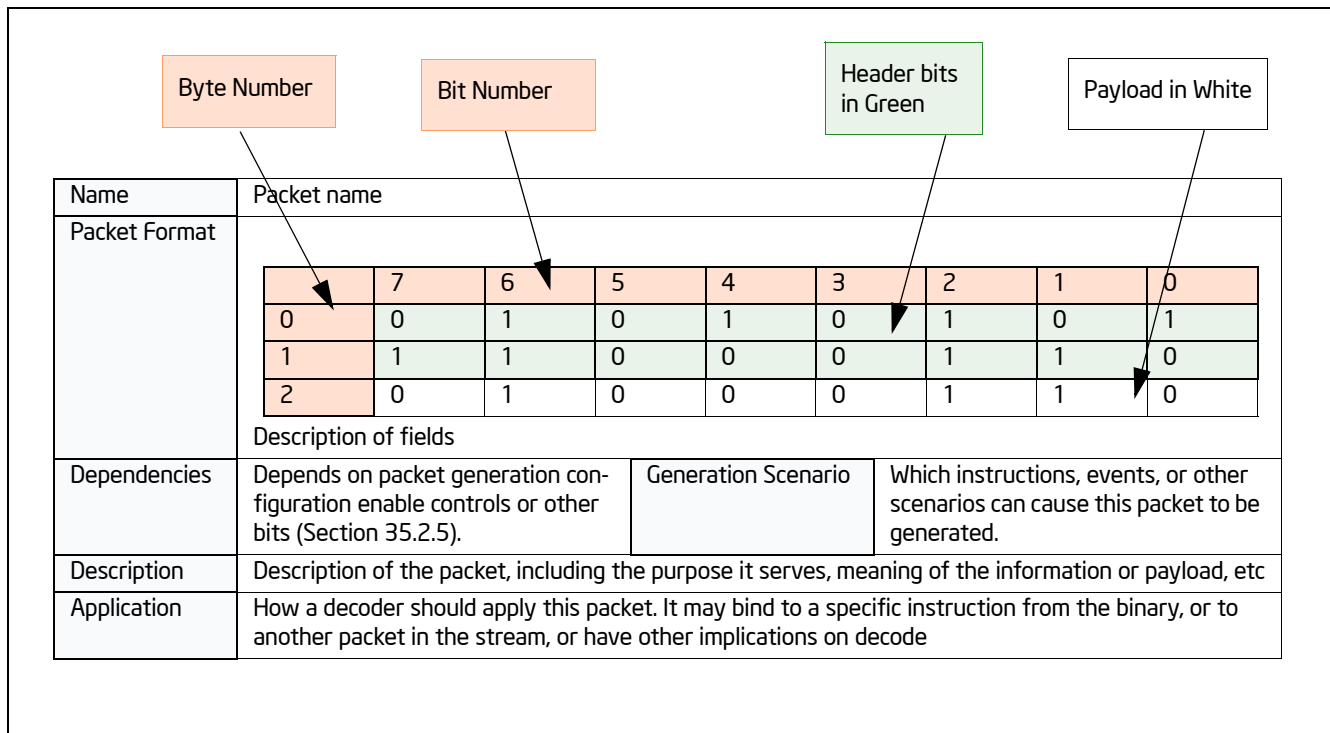 Byte Number
Bit Number
Header bits
in Green
Payload in White
Name
Packet name
Packet Format
7 6 5 4 3 2 1 0
0 0 1 0 1 0 1 0 1
1 1 1 0 0 0 1 1 0
2 0 1 0 0 0 1 1 0
Description of fields
Dependencies
Depends on packet generation con-
figuration enable controls or other
bits (Section 35.2.5).
Generation Scenario
Which instructions, events, or other
scenarios can cause this packet to be
generated.
Description
Description of the packet, including the purpose it serves, meaning of the information or payload, etc
Application
How a decoder should apply this packet. It may bind to a specific instruction from the binary, or to
another packet in the stream, or have other implications on decode